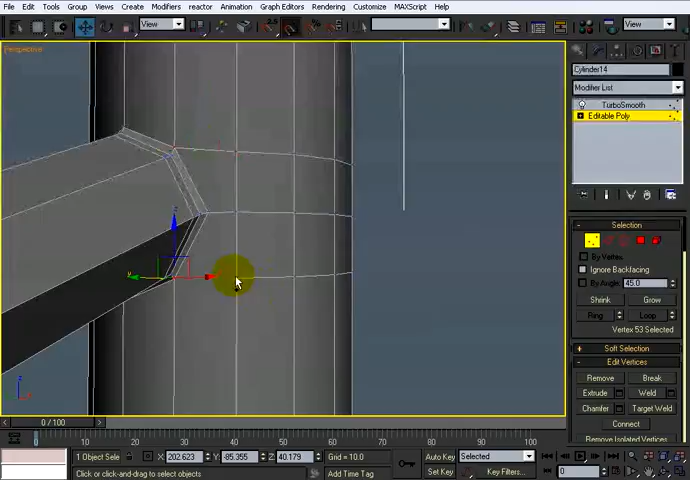 File Edit Tools Group Views Create Modifiers reactor Animation Graph Editors Rendering Customize MAXScript Help
View
2.5
View
Perspective
Cylinder14
Modifier List
TurboSmooth
Editable Poly
Selection
By Vertex
Ignore Backfacing
By Angle: 45.0
Shrink Grow
Ring Loop
Vertex 53 Selected
Soft Selection
Edit Vertices
Remove Break
Extrude Weld
Chamfer Target Weld
Connect
Remove Isolated Vertices
z
y
z
0 / 100
0 10 20 30 40 50 60 70 80 90 100
1 Object Sele X: 202.623 Y: -85.355 Z: 40.179 Grid = 10.0
Click or click-and-drag to select objects
Add Time Tag
Auto Key Selected
Set Key Key Filters...
0